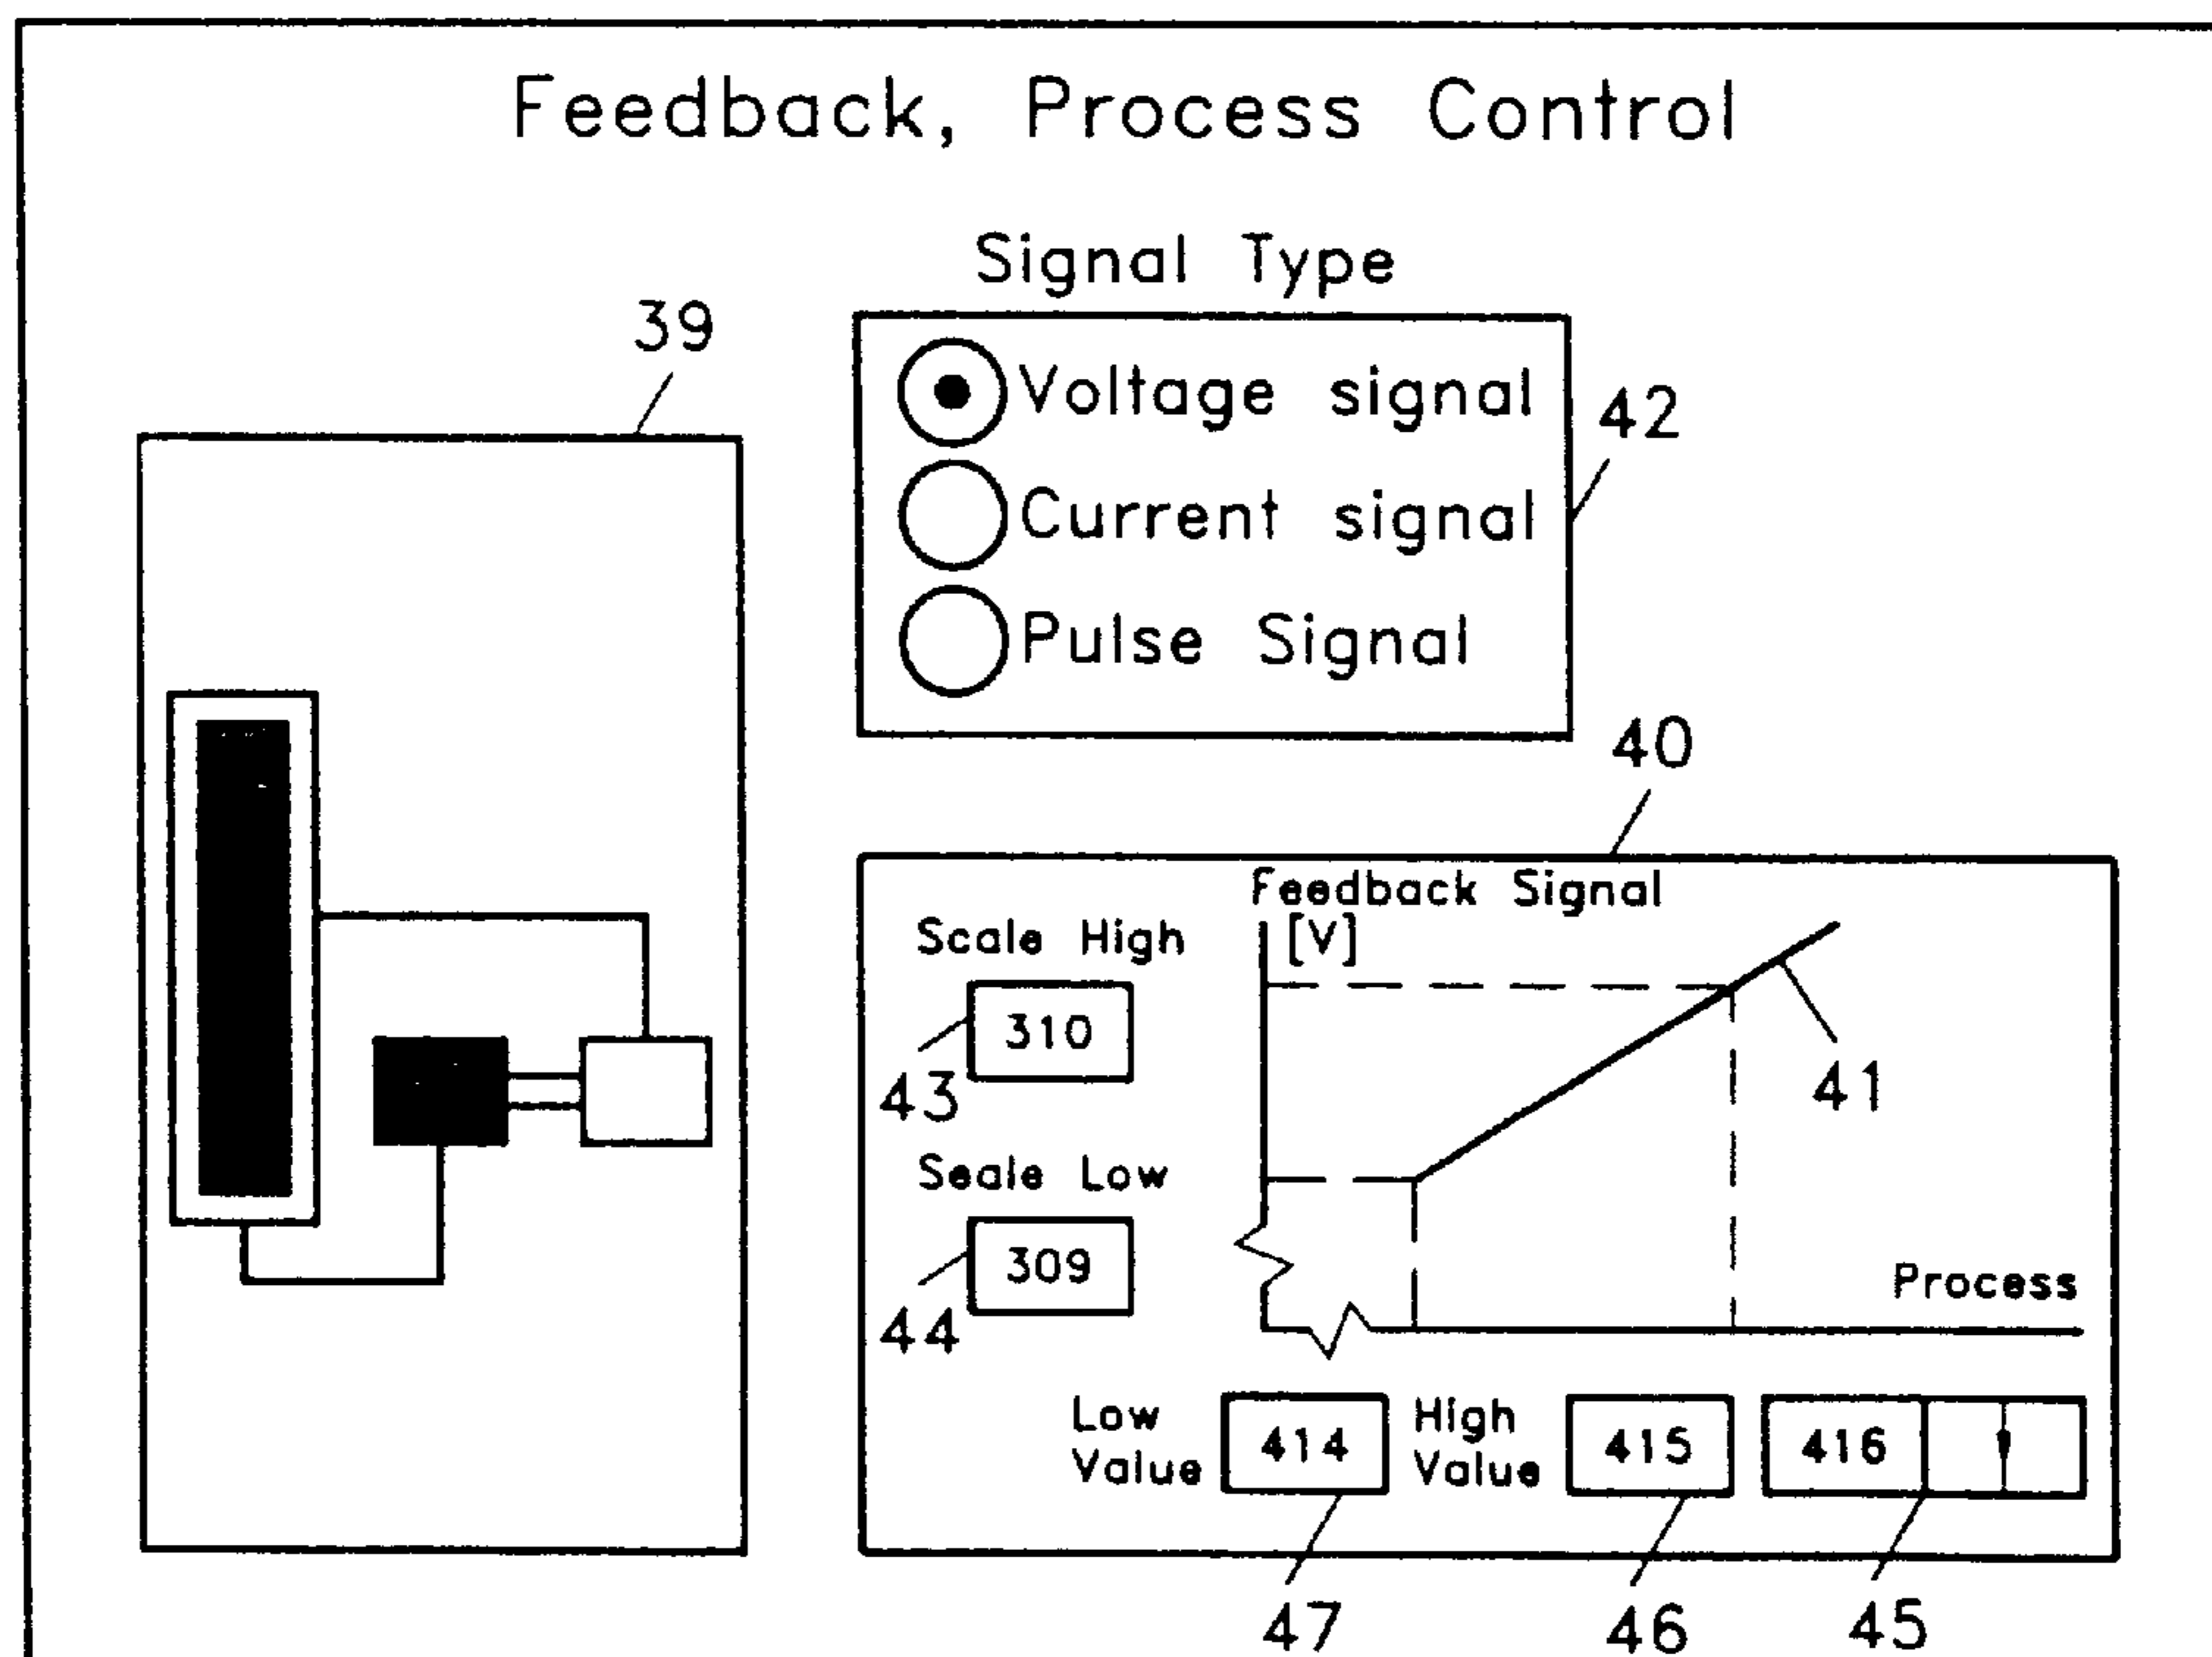 Feedback, Process Control
Signal Type
39
Voltage signal
42
Current signal
Pulse Signal
40
Feedback Signal
[V]
Scale High
310
43
41
Seale Low
309
44
Process
Low
Value
414
High
Value
415
416
47
46
45